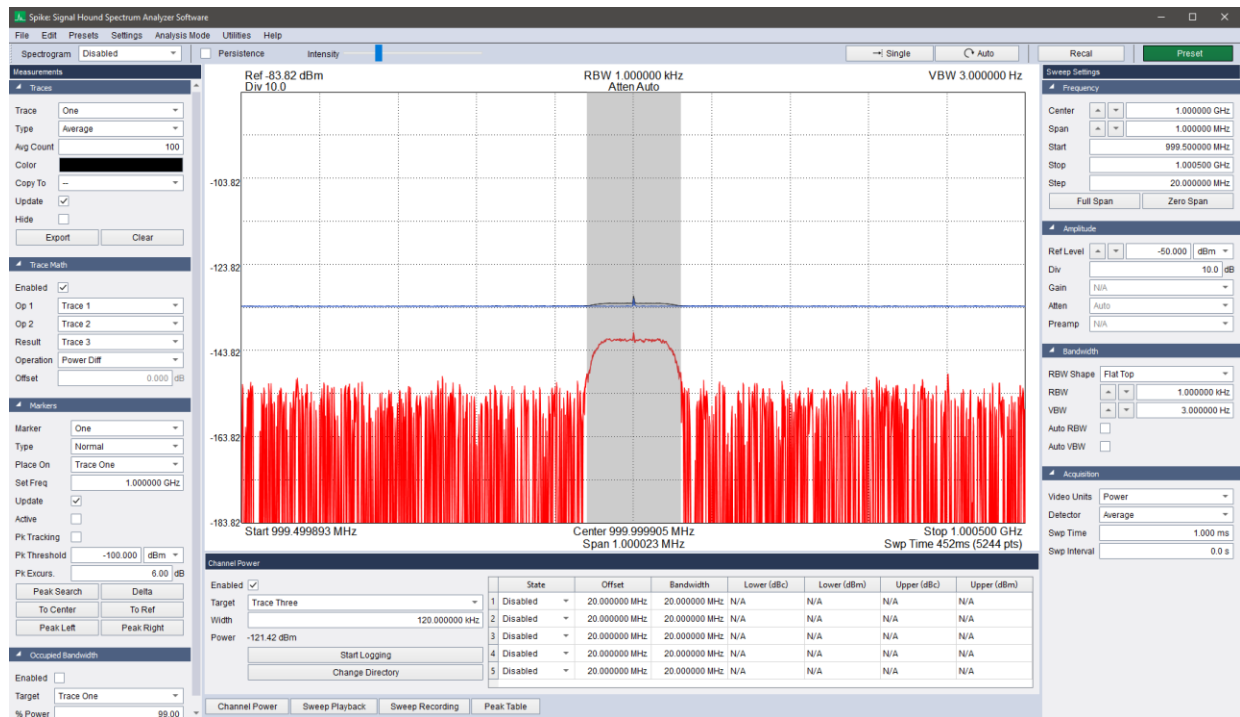 Spike: Signal Hound Spectrum Analyzer Software
File Edit Presets Settings Analysis Mode Utilities Help
Spectrogram Disabled Persistence Intensity Single Auto Recal Preset
Measurements
Traces
Trace One
Type Average
Avg Count 100
Color
Copy To --
Update
Hide
Export Clear
Trace Math
Enabled
Op 1 Trace 1
Op 2 Trace 2
Result Trace 3
Operation Power Diff
Offset 0.000 dB
Markers
Marker One
Type Normal
Place On Trace One
Set Freq 1.000000 GHz
Update
Active
Pk Tracking
Pk Threshold -100.000 dBm
Pk Excurs. 6.00 dB
Peak Search Delta
To Center To Ref
Peak Left Peak Right
Occupied Bandwidth
Enabled
Target Trace One
% Power 99.00
Ref -83.82 dBm RBW 1.000000 kHz VBW 3.000000 Hz
Div 10.0 Atten Auto
-103.82
-123.82
-143.82
-163.82
-183.82
Start 999.499893 MHz Center 999.999905 MHz Stop 1.000500 GHz
Span 1.000023 MHz Swp Time 452ms (5244 pts)
Channel Power
Enabled
Target Trace Three
Width 120.000000 kHz
Power -121.42 dBm
Start Logging
Change Directory
State Offset Bandwidth Lower (dBc) Lower (dBm) Upper (dBc) Upper (dBm)
1 Disabled 20.000000 MHz 20.000000 MHz N/A N/A N/A N/A
2 Disabled 20.000000 MHz 20.000000 MHz N/A N/A N/A N/A
3 Disabled 20.000000 MHz 20.000000 MHz N/A N/A N/A N/A
4 Disabled 20.000000 MHz 20.000000 MHz N/A N/A N/A N/A
5 Disabled 20.000000 MHz 20.000000 MHz N/A N/A N/A N/A
Channel Power Sweep Playback Sweep Recording Peak Table
Sweep Settings
Frequency
Center 1.000000 GHz
Span 1.000000 MHz
Start 999.500000 MHz
Stop 1.000500 GHz
Step 20.000000 MHz
Full Span Zero Span
Amplitude
Ref Level -50.000 dBm
Div 10.0 dB
Gain N/A
Atten Auto
Preamp N/A
Bandwidth
RBW Shape Flat Top
RBW 1.000000 kHz
VBW 3.000000 Hz
Auto RBW
Auto VBW
Acquisition
Video Units Power
Detector Average
Swp Time 1.000 ms
Swp Interval 0.0 s